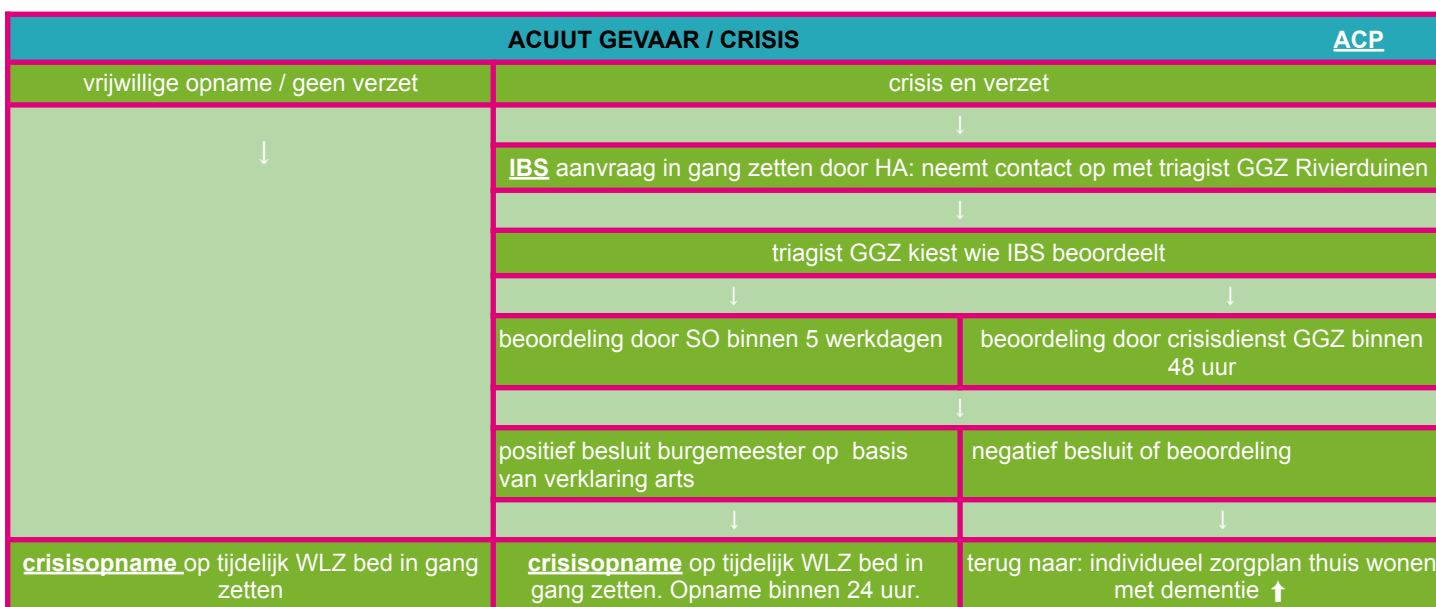 ACUUT GEVAAR / CRISIS ACP
vrijwillige opname / geen verzet
crisis en verzet
↓
↓
IBS aanvraag in gang zetten door HA: neemt contact op met triagist GGZ Rivierduinen
↓
triagist GGZ kiest wie IBS beoordeelt
↓ ↓
beoordeling door SO binnen 5 werkdagen
beoordeling door crisisdienst GGZ binnen
48 uur
↓
positief besluit burgemeester op basis
van verklaring arts
negatief besluit of beoordeling
↓ ↓
crisisopname op tijdelijk WLZ bed in gang
zetten
crisisopname op tijdelijk WLZ bed in
gang zetten. Opname binnen 24 uur.
terug naar: individueel zorgplan thuis wonen
met dementie ⬆